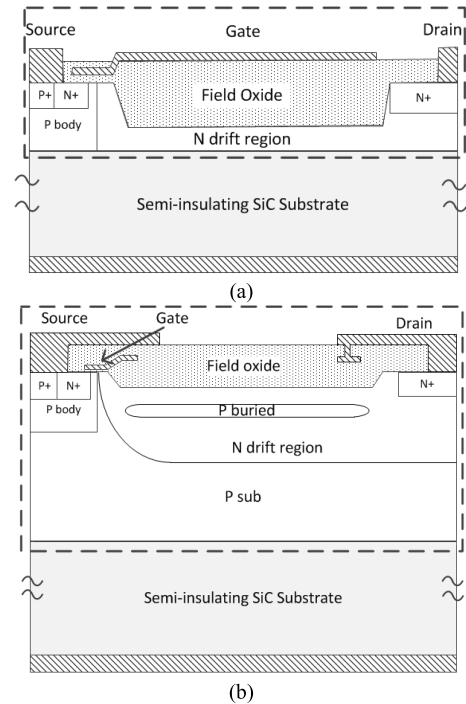 Source Gate Drain
P+ N+ Field Oxide N+
P body N drift region
Semi-insulating SiC Substrate
(a)
Source Gate Drain
P+ N+ Field oxide N+
P body P buried
N drift region
P sub
Semi-insulating SiC Substrate
(b)